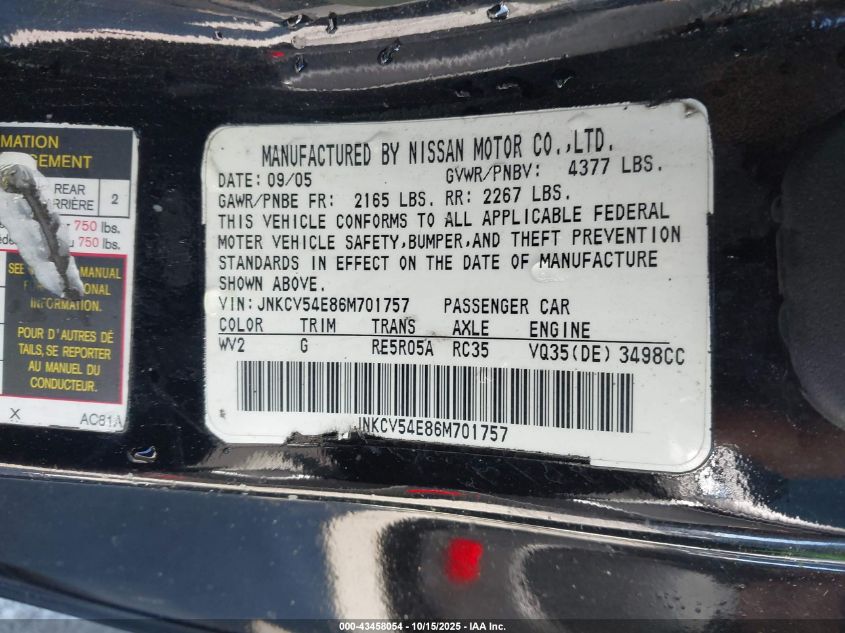 MATION
SEMENT
REAR
ARRIÈRE
2
750 lbs.
750 lbs.
SEE MANUAL
INFORMATION.
POUR D'AUTRES DÉ
TAILS, SE REPORTER
AU MANUEL DU
CONDUCTEUR.
X
AC81A
MANUFACTURED BY NISSAN MOTOR CO.,LTD.
DATE: 09/05 GVWR/PNBV: 4377 LBS.
GAWR/PNBE FR: 2165 LBS. RR: 2267 LBS.
THIS VEHICLE CONFORMS TO ALL APPLICABLE FEDERAL
MOTER VEHICLE SAFETY,BUMPER,AND THEFT PREVENTION
STANDARDS IN EFFECT ON THE DATE OF MANUFACTURE
SHOWN ABOVE.
VIN: JNKCV54E86M701757 PASSENGER CAR
COLOR TRIM TRANS AXLE ENGINE
WV2 G RE5R05A RC35 VQ35(DE) 3498CC
JNKCV54E86M701757
000-43458054 - 10/15/2025 - IAA Inc.